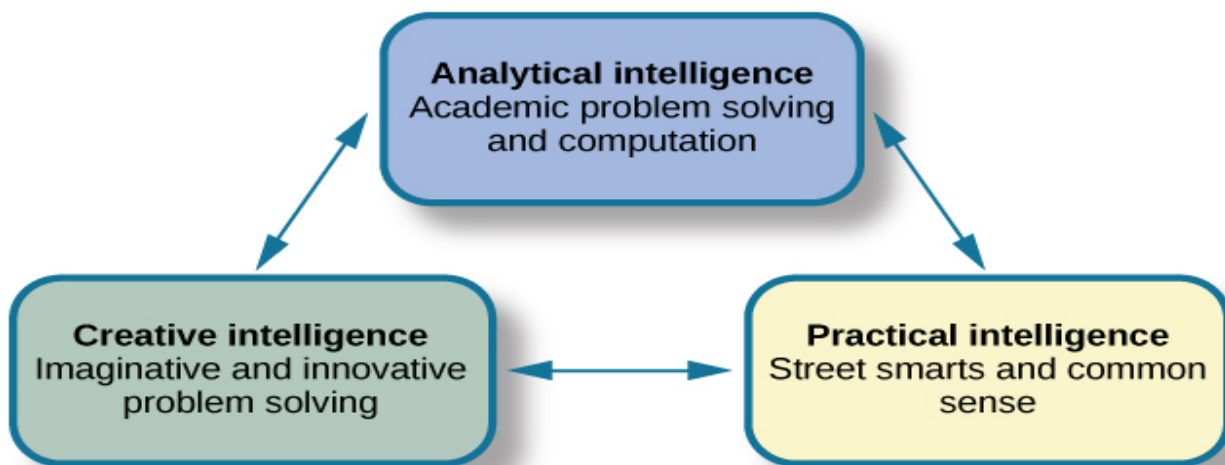 Analytical intelligence
Academic problem solving
and computation
Creative intelligence
Imaginative and innovative
problem solving
Practical intelligence
Street smarts and common
sense